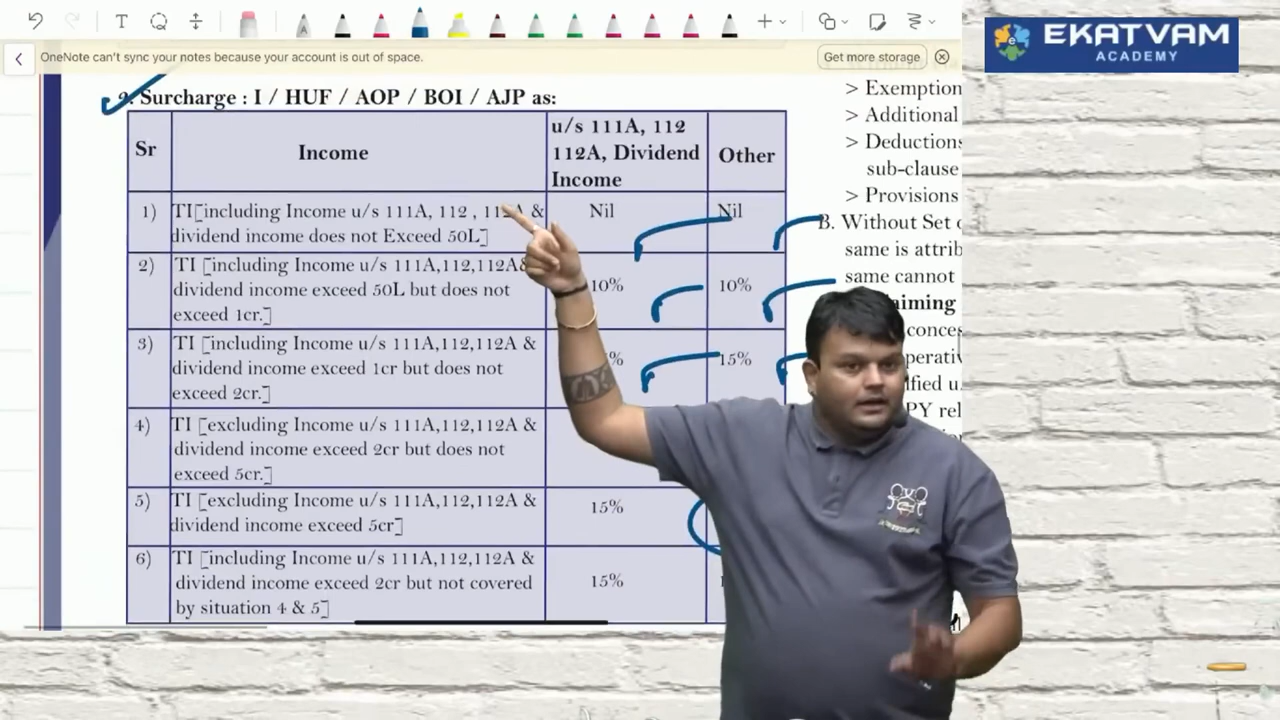 OneNote can't sync your notes because your account is out of space.
Get more storage
EKATVAM
ACADEMY
Surcharge : I / HUF / AOP / BOI / AJP as:
Sr
Income
u/s 111A, 112
112A, Dividend
Income
Other
1)
TI[including Income u/s 111A, 112 , 112A &
dividend income does not Exceed 50L]
Nil
Nil
2)
TI [including Income u/s 111A,112,112A&
dividend income exceed 50L but does not
exceed 1cr.]
10%
10%
3)
TI [including Income u/s 111A,112,112A &
dividend income exceed 1cr but does not
exceed 2cr.]
15%
4)
TI [excluding Income u/s 111A,112,112A &
dividend income exceed 2cr but does not
exceed 5cr.]
5)
TI [excluding Income u/s 111A,112,112A &
dividend income exceed 5cr]
15%
6)
TI [including Income u/s 111A,112,112A &
dividend income exceed 2cr but not covered
by situation 4 & 5]
15%
> Exemption
> Additional
> Deductions
sub-clause
> Provisions
B. Without Set
same is attrib
same cannot